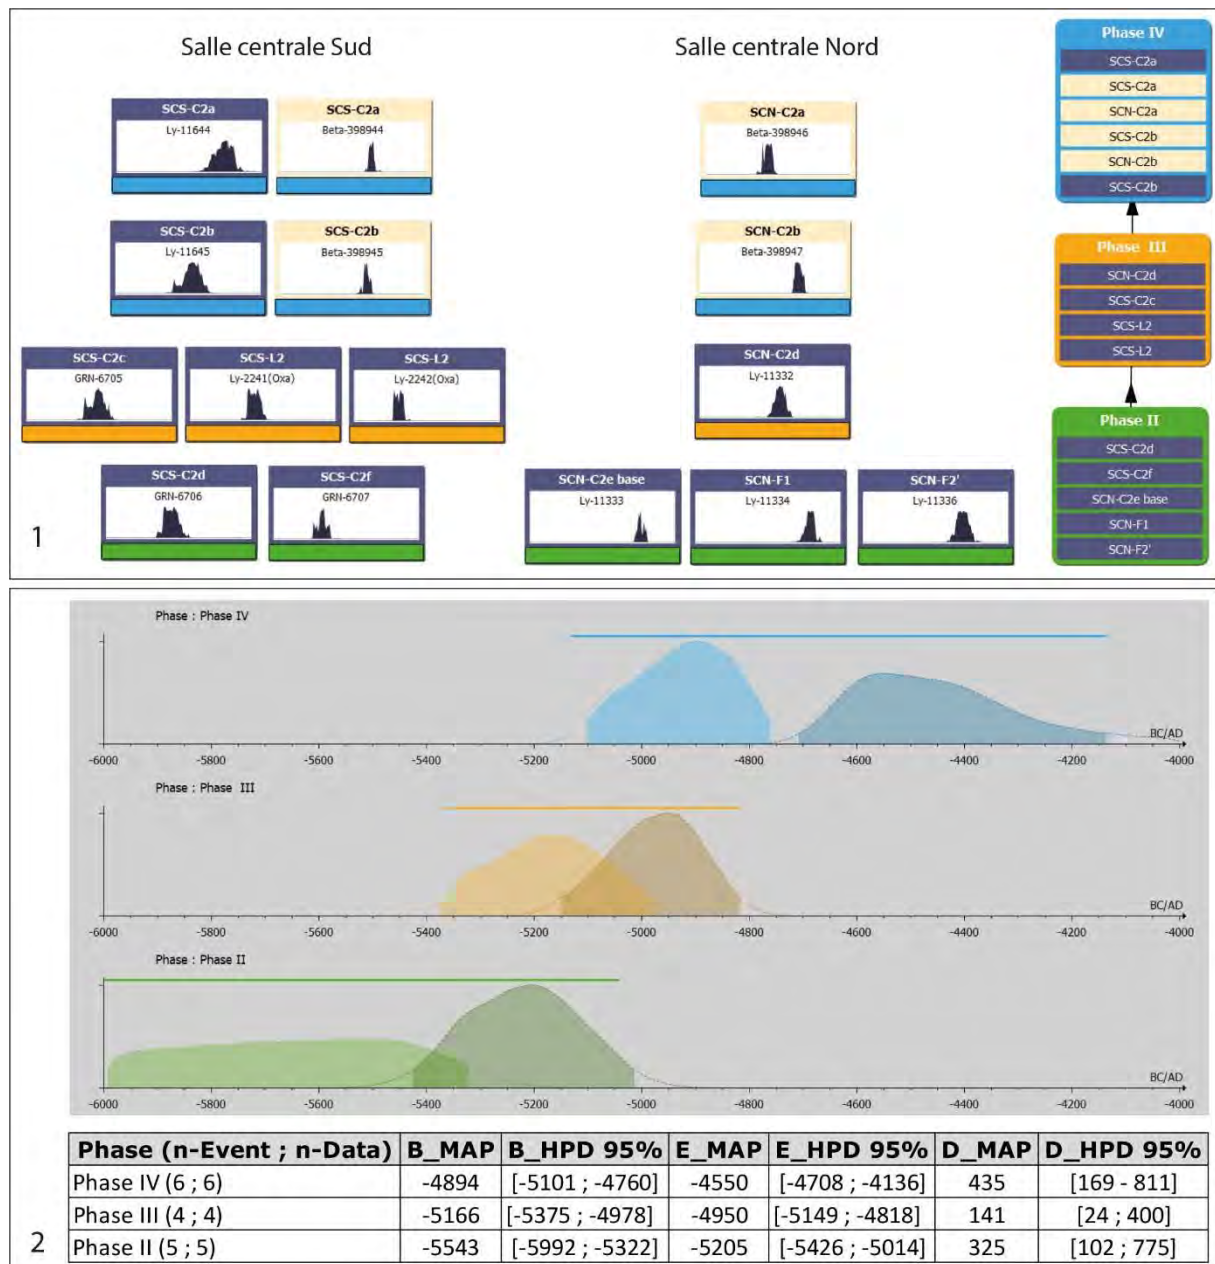 1
Salle centrale Sud
Salle centrale Nord
SCS-C2a
Ly-11644
SCS-C2a
Beta-398944
SCN-C2a
Beta-398946
SCS-C2b
Ly-11645
SCS-C2b
Beta-398945
SCN-C2b
Beta-398947
SCS-C2c
GRN-6705
SCS-L2
Ly-2241(Oxa)
SCS-L2
Ly-2242(Oxa)
SCN-C2d
Ly-11332
SCS-C2d
GRN-6706
SCS-C2f
GRN-6707
SCN-C2e base
Ly-11333
SCN-F1
Ly-11334
SCN-F2'
Ly-11336
Phase IV
SCS-C2a
SCS-C2a
SCN-C2a
SCS-C2b
SCN-C2b
SCS-C2b
Phase III
SCN-C2d
SCS-C2c
SCS-L2
SCS-L2
Phase II
SCS-C2d
SCS-C2f
SCN-C2e base
SCN-F1
SCN-F2'
2
Phase : Phase IV
BC/AD
-6000 -5800 -5600 -5400 -5200 -5000 -4800 -4600 -4400 -4200 -4000
Phase : Phase III
BC/AD
-6000 -5800 -5600 -5400 -5200 -5000 -4800 -4600 -4400 -4200 -4000
Phase : Phase II
BC/AD
-6000 -5800 -5600 -5400 -5200 -5000 -4800 -4600 -4400 -4200 -4000
Phase (n-Event ; n-Data) B_MAP B_HPD 95% E_MAP E_HPD 95% D_MAP D_HPD 95%
Phase IV (6 ; 6) -4894 [-5101 ; -4760] -4550 [-4708 ; -4136] 435 [169 - 811]
Phase III (4 ; 4) -5166 [-5375 ; -4978] -4950 [-5149 ; -4818] 141 [24 ; 400]
Phase II (5 ; 5) -5543 [-5992 ; -5322] -5205 [-5426 ; -5014] 325 [102 ; 775]